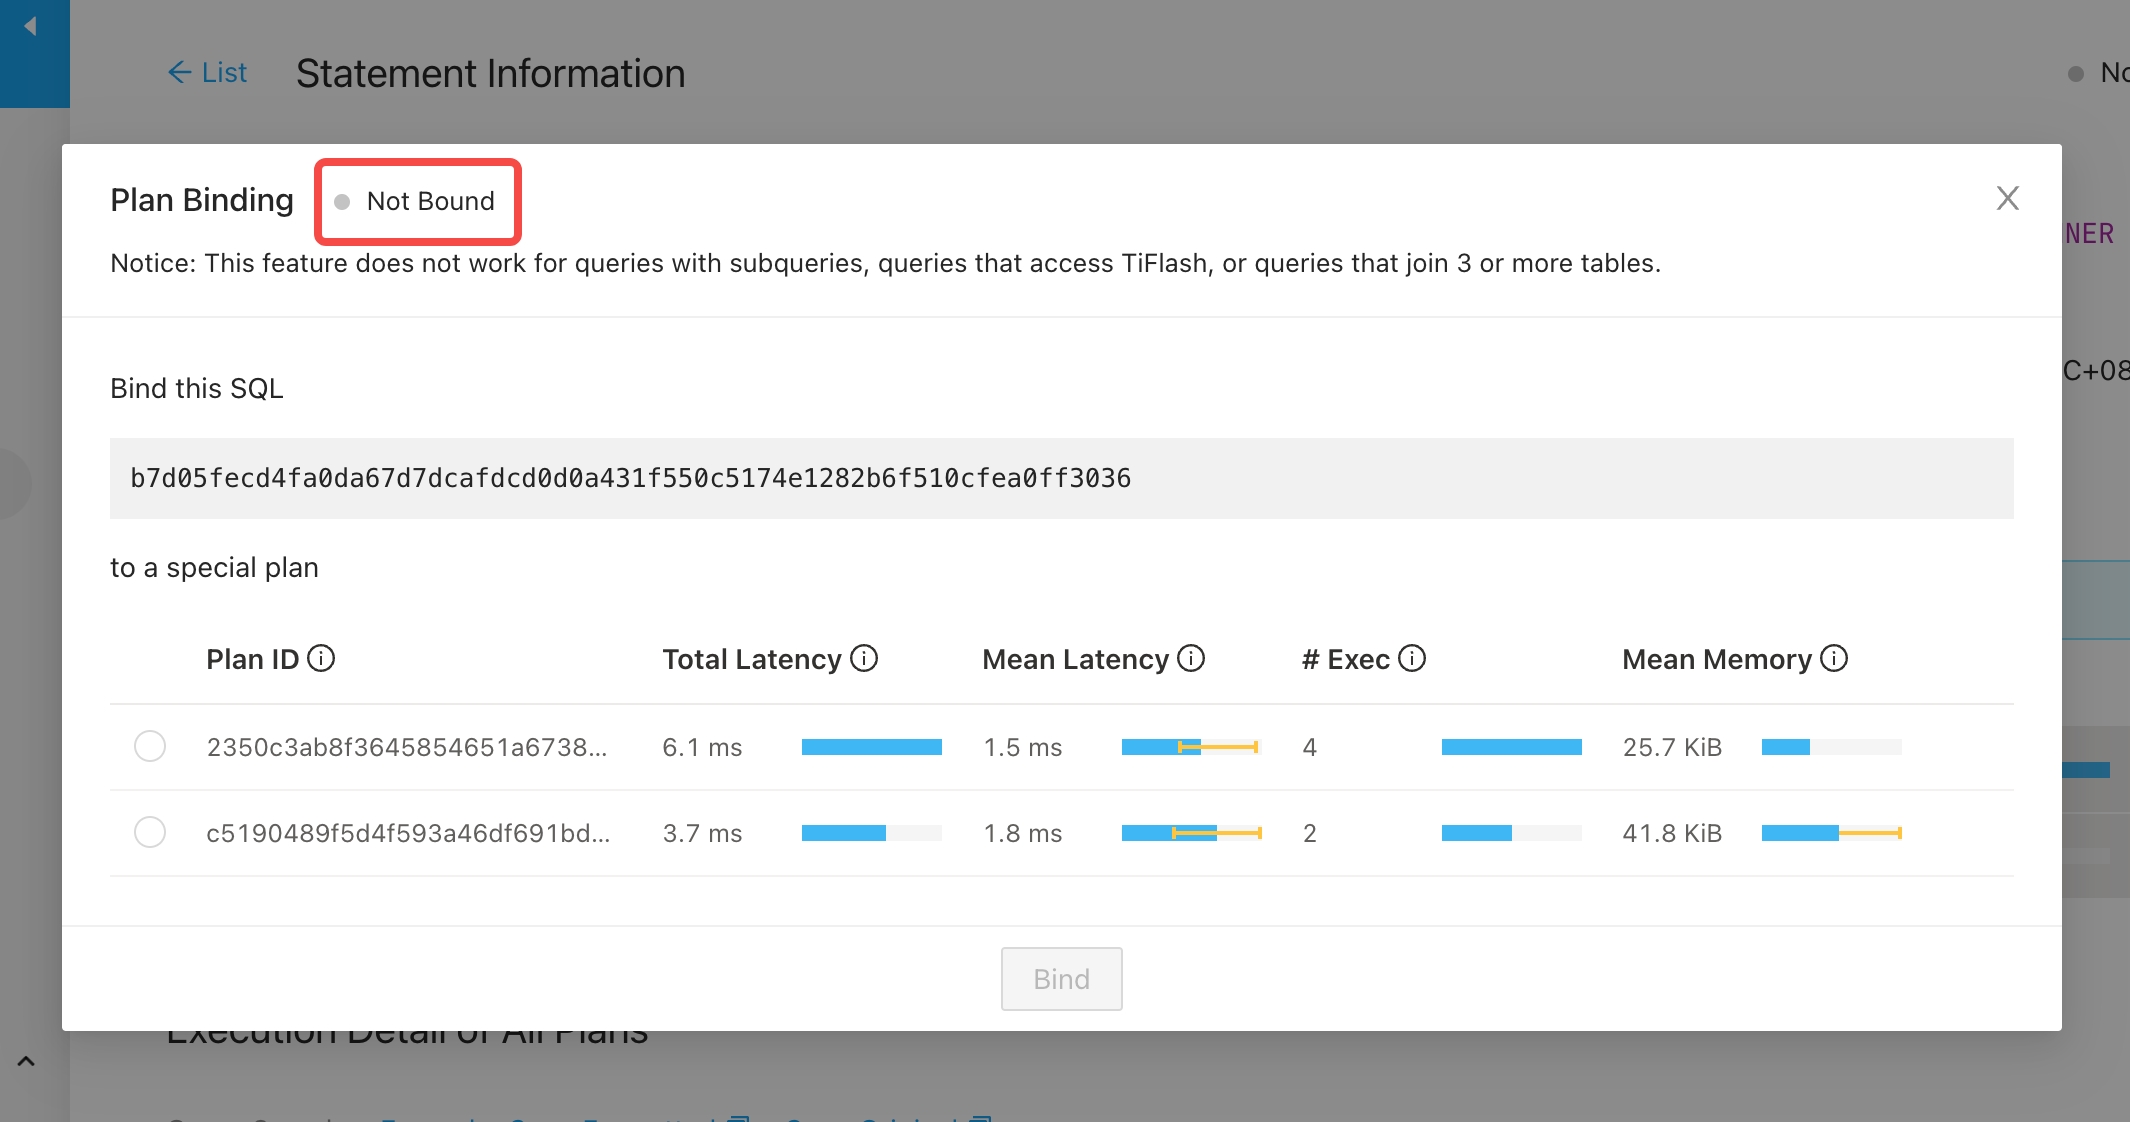 List
Statement Information
No
Plan Binding
Not Bound
Notice: This feature does not work for queries with subqueries, queries that access TiFlash, or queries that join 3 or more tables.
NER
Bind this SQL
C+08
b7d05fecd4fa0da67d7dcafdcd0d0a431f550c5174e1282b6f510cfea0ff3036
to a special plan
Plan ID Total Latency Mean Latency # Exec Mean Memory
2350c3ab8f3645854651a6738... 6.1 ms 1.5 ms 4 25.7 KiB
c5190489f5d4f593a46df691bd... 3.7 ms 1.8 ms 2 41.8 KiB
Bind
Execution Detail of All Plans